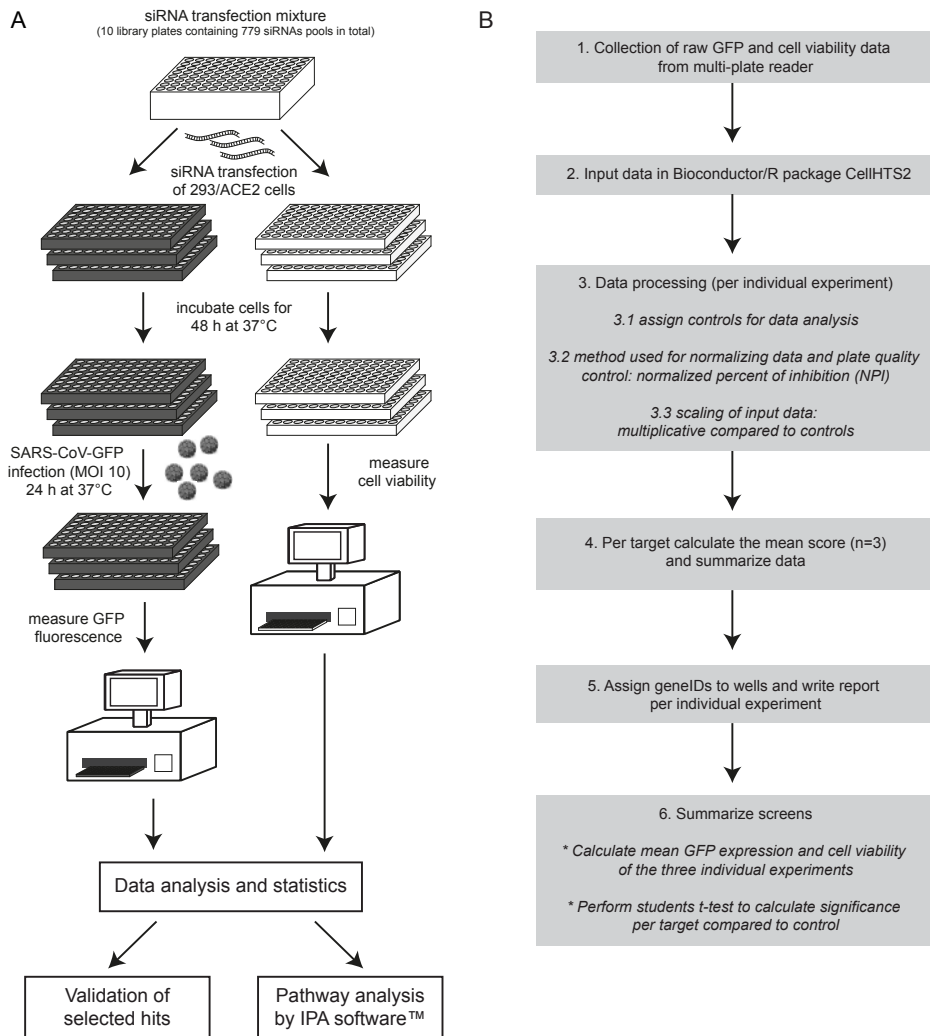 A
siRNA transfection mixture
(10 library plates containing 779 siRNAs pools in total)
siRNA transfection
of 293/ACE2 cells
incubate cells for
48 h at 37°C
SARS-CoV-GFP
infection (MOI 10)
24 h at 37°C
measure
cell viability
measure GFP
fluorescence
Data analysis and statistics
Validation of
selected hits
Pathway analysis
by IPA software™
B
1. Collection of raw GFP and cell viability data
from multi-plate reader
2. Input data in Bioconductor/R package CellHTS2
3. Data processing (per individual experiment)
3.1 assign controls for data analysis
3.2 method used for normalizing data and plate quality
control: normalized percent of inhibition (NPI)
3.3 scaling of input data:
multiplicative compared to controls
4. Per target calculate the mean score (n=3)
and summarize data
5. Assign geneIDs to wells and write report
per individual experiment
6. Summarize screens
* Calculate mean GFP expression and cell viability
of the three individual experiments
* Perform students t-test to calculate significance
per target compared to control